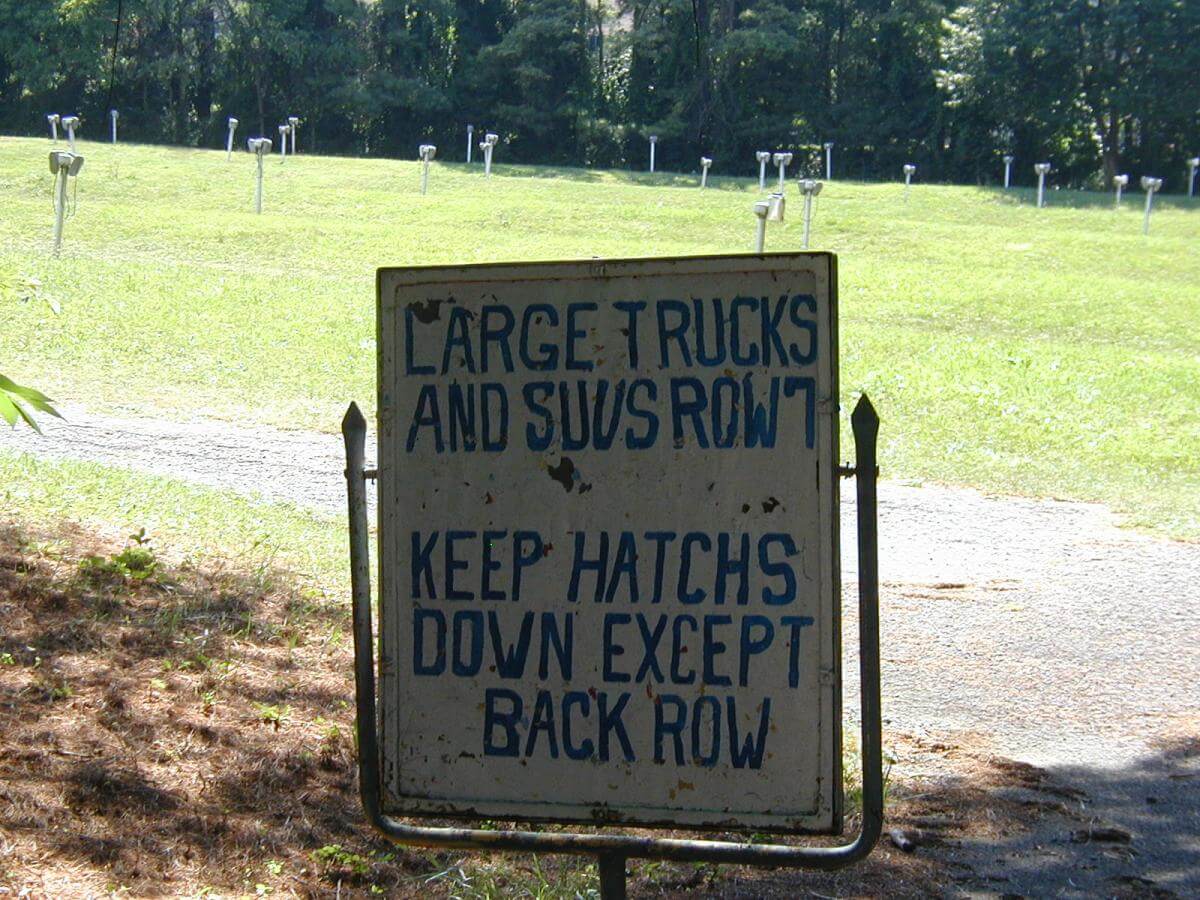 LARGE TRUCKS
AND SUVS ROW 7
KEEP HATCHS
DOWN EXCEPT
BACK ROW